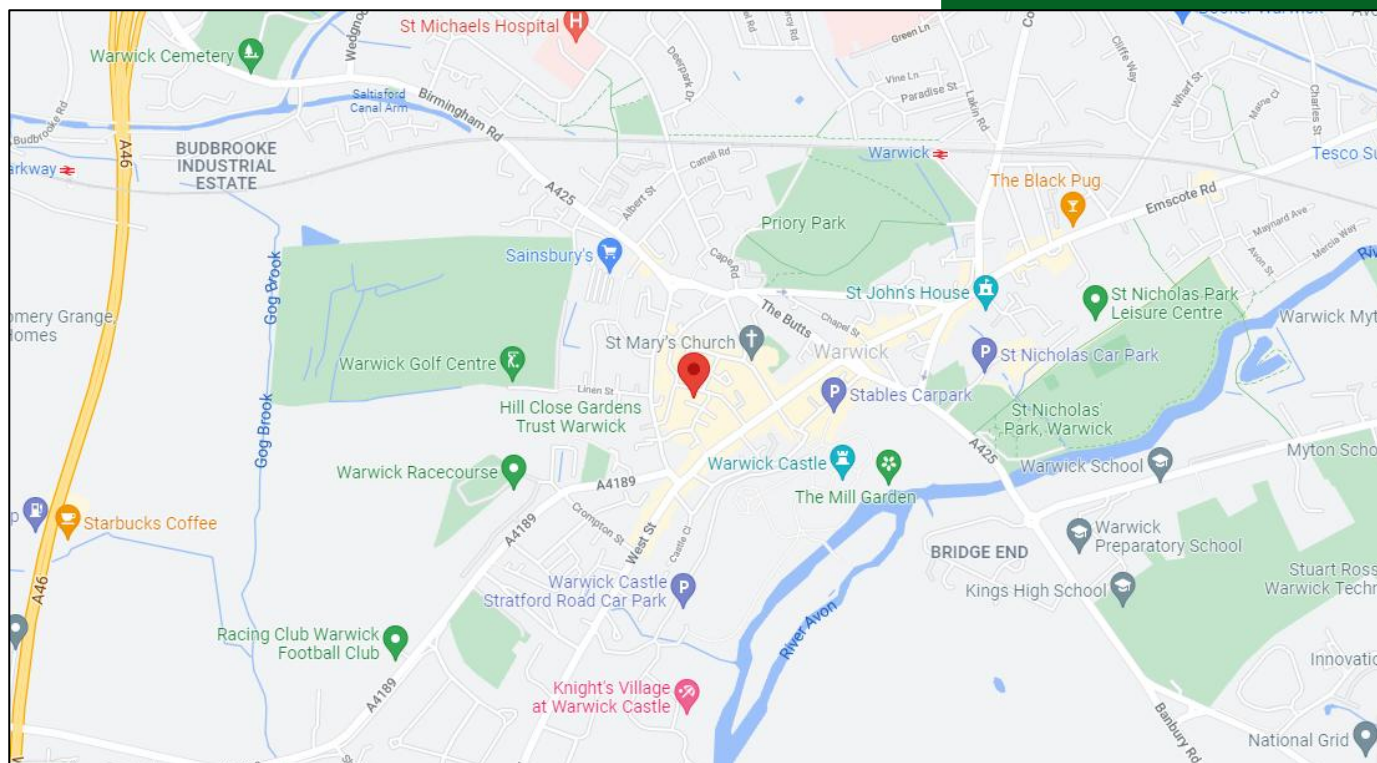 St Michaels Hospital
H
Green Ln
Warwick Cemetery
Deerpark Dr
Cliffe Way
Vine Ln
Paradise St
Wharf St
Lakin Rd
Charles St
Saltisford
Canal Arm
Birmingham Rd
Budbrooke Rd
A46
BUDBROOKE
INDUSTRIAL
ESTATE
arkway
Cattell Rd
Warwick
Tesco Su
The Black Pug
Emscote Rd
A425
Albert St
Priory Park
Maynard Ave
Mercia Way
Avon St
Sainsbury's
Cape Rd
Gog Brook
St John's House
St Nicholas Park
Leisure Centre
The Butts
Chapel St
omery Grange,
Homes
Warwick Myt
St Mary's Church
Warwick
P
St Nicholas Car Park
Warwick Golf Centre
Linen St
P
Stables Carpark
Hill Close Gardens
Trust Warwick
St Nicholas'
Park, Warwick
Gog Brook
A425
Warwick School
Myton Scho
Warwick Racecourse
A4189
Warwick Castle
The Mill Garden
p
Starbucks Coffee
A4189
Crompton St
West St
Castle Cl
BRIDGE END
Warwick
Preparatory School
A46
Warwick Castle
Stratford Road Car Park
P
Kings High School
Stuart Ross
Warwick Techn
River Avon
Racing Club Warwick
Football Club
Innovatio
A4189
Knight's Village
at Warwick Castle
Banbury Rd
National Grid